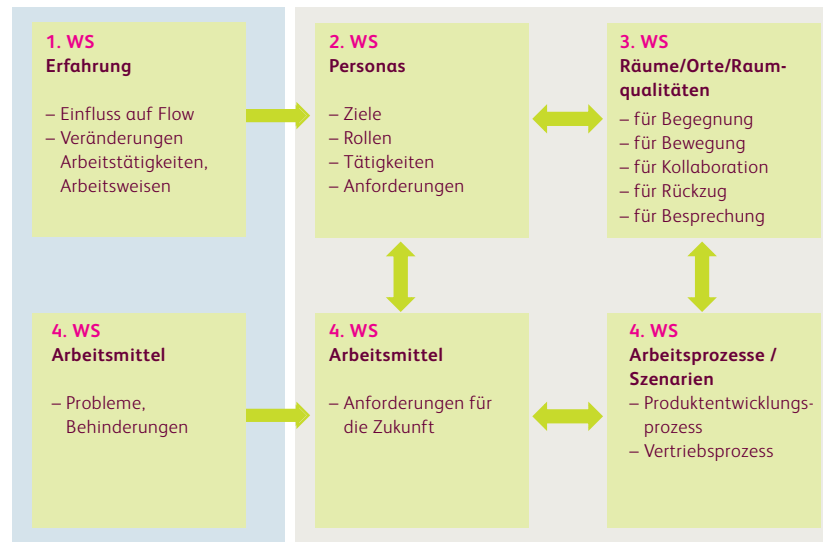 1. WS
Erfahrung
– Einfluss auf Flow
– Veränderungen
Arbeitstätigkeiten,
Arbeitsweisen
2. WS
Personas
– Ziele
– Rollen
– Tätigkeiten
– Anforderungen
3. WS
Räume/Orte/Raum-
qualitäten
– für Begegnung
– für Bewegung
– für Kollaboration
– für Rückzug
– für Besprechung
4. WS
Arbeitsmittel
– Probleme,
Behinderungen
4. WS
Arbeitsmittel
– Anforderungen für
die Zukunft
4. WS
Arbeitsprozesse /
Szenarien
– Produktentwicklungs-
prozess
– Vertriebsprozess